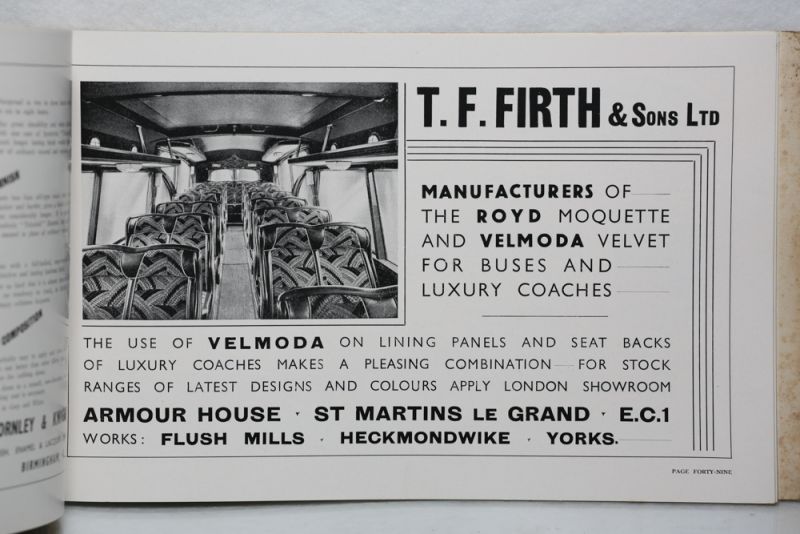 T. F. FIRTH & SONS LTD
MANUFACTURERS OF
THE ROYD MOQUETTE
AND VELMODA VELVET
FOR BUSES AND
LUXURY COACHES
THE USE OF VELMODA ON LINING PANELS AND SEAT BACKS
OF LUXURY COACHES MAKES A PLEASING COMBINATION — FOR STOCK
RANGES OF LATEST DESIGNS AND COLOURS APPLY LONDON SHOWROOM
ARMOUR HOUSE · ST MARTINS LE GRAND · E.C.1
WORKS: FLUSH MILLS · HECKMONDWIKE · YORKS.
PAGE FORTY-NINE
COMPOSITION
BIRMINGHAM